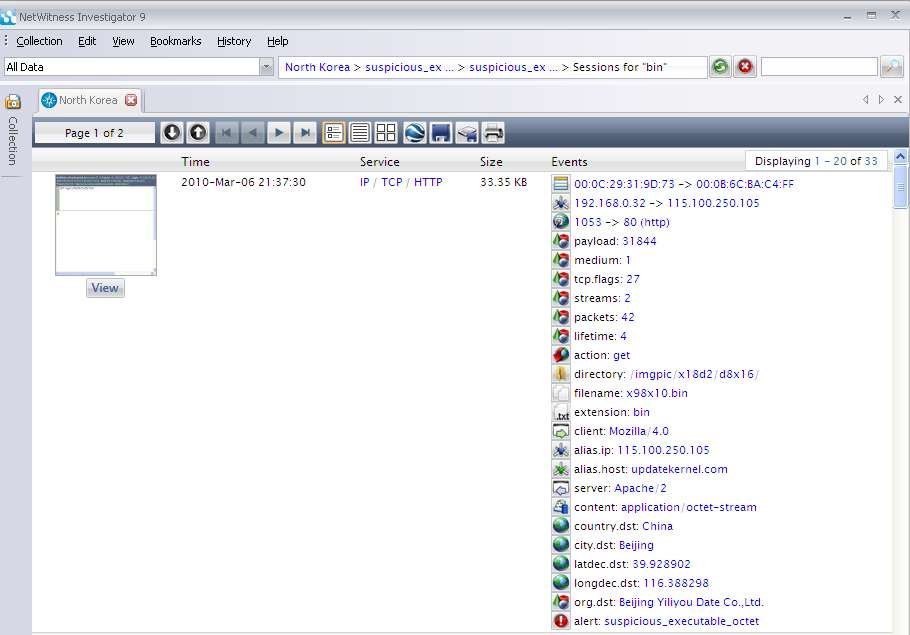 NetWitness Investigator 9
Collection Edit View Bookmarks History Help
All Data North Korea > suspicious_ex ... > suspicious_ex ... > Sessions for "bin"
North Korea
Collection
Page 1 of 2
Time Service Size Events Displaying 1 - 20 of 33
2010-Mar-06 21:37:30 IP / TCP / HTTP 33.35 KB 00:0C:29:31:9D:73 -> 00:0B:6C:BA:C4:FF
192.168.0.32 -> 115.100.250.105
1053 -> 80 (http)
payload: 31844
medium: 1
tcp.flags: 27
View
streams: 2
packets: 42
lifetime: 4
action: get
directory: /imgpic/x18d2/d8x16/
filename: x98x10.bin
.txt extension: bin
client: Mozilla/4.0
alias.ip: 115.100.250.105
alias.host: updatekernel.com
server: Apache/2
content: application/octet-stream
country.dst: China
city.dst: Beijing
latdec.dst: 39.928902
longdec.dst: 116.388298
org.dst: Beijing Yiliyou Date Co.,Ltd.
alert: suspicious_executable_octet